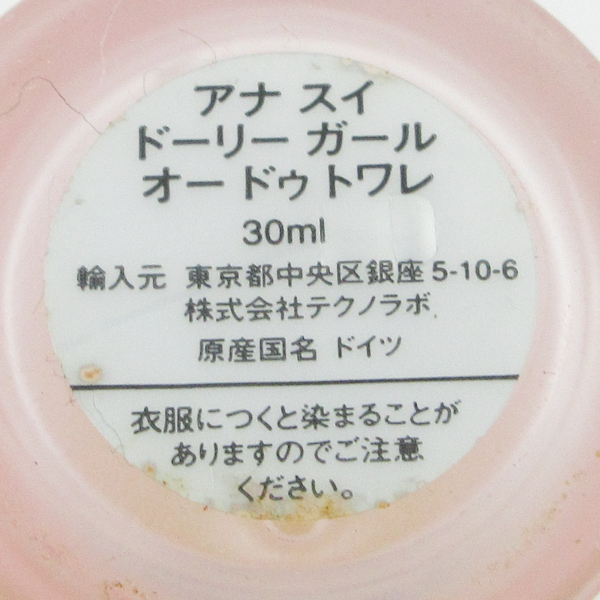 アナ スイ
ドーリー ガール
オー ドゥ トワレ
30ml
輸入元 東京都中央区銀座5-10-6
株式会社テクノラボ
原産国名 ドイツ
衣服につくと染まることが
ありますのでご注意
ください。